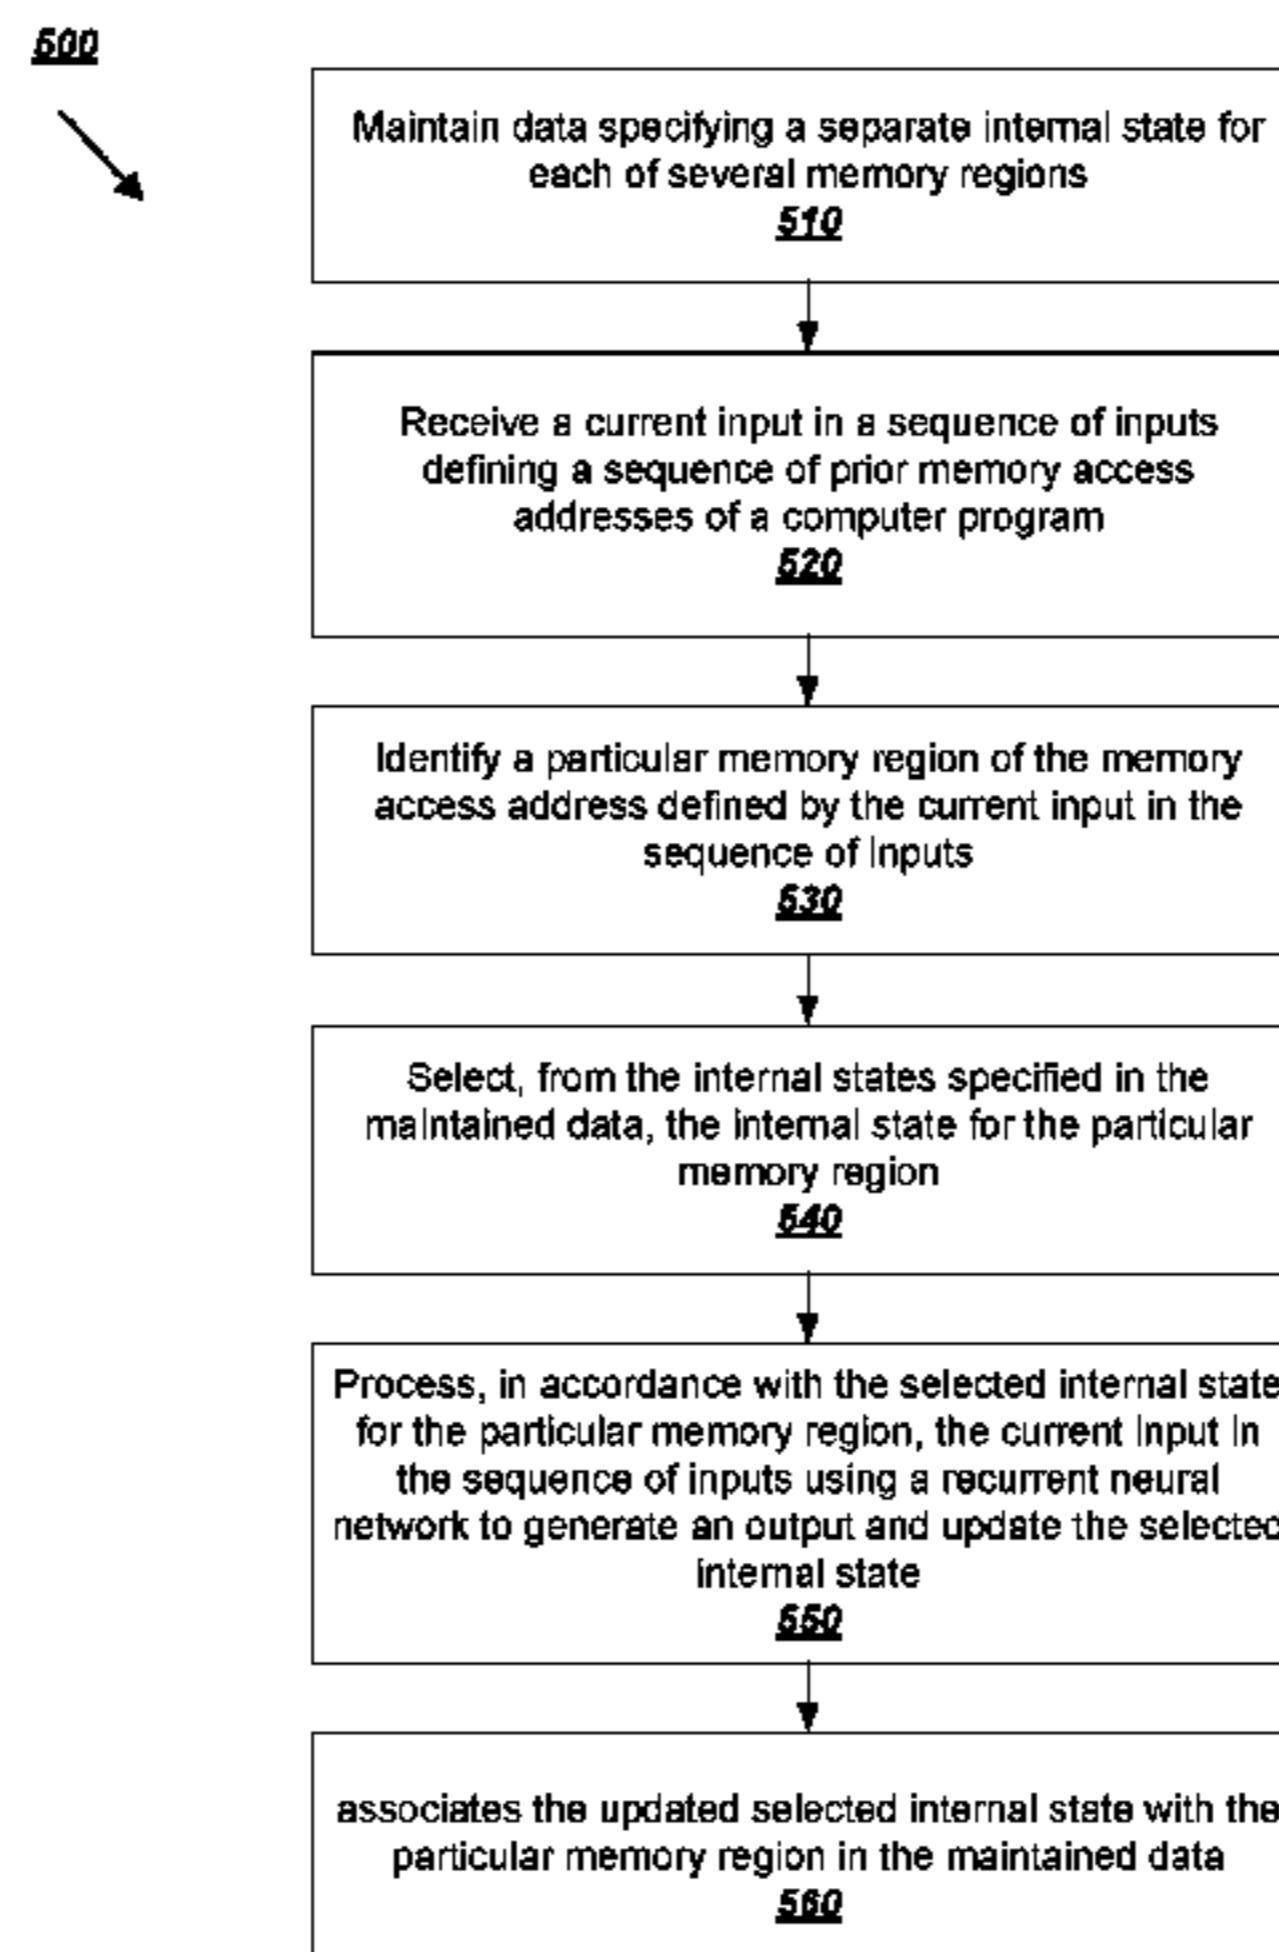 500
Maintain data specifying a separate internal state for
each of several memory regions
510
Receive a current input in a sequence of inputs
defining a sequence of prior memory access
addresses of a computer program
520
Identify a particular memory region of the memory
access address defined by the current input in the
sequence of inputs
530
Select, from the internal states specified in the
maintained data, the internal state for the particular
memory region
540
Process, in accordance with the selected internal state
for the particular memory region, the current input in
the sequence of inputs using a recurrent neural
network to generate an output and update the selected
internal state
550
associates the updated selected internal state with the
particular memory region in the maintained data
560